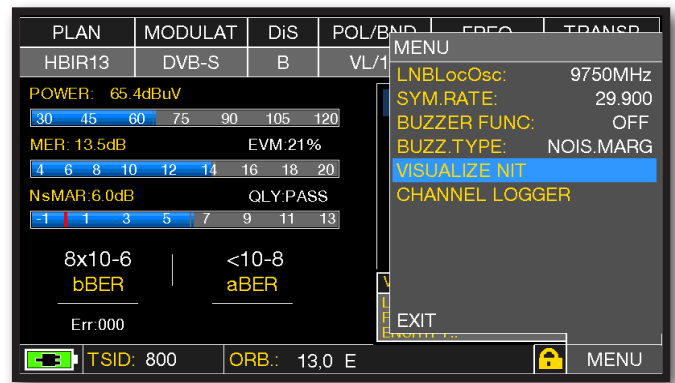 PLAN MODULAT DiS POL/BND FREQ TRANSP
HBIR13 DVB-S B VL/1
POWER: 65.4dBuV
30 45 60 75 90 105 120
MER: 13.5dB EVM:21%
4 6 8 10 12 14 16 18 20
NsMAR:6.0dB QLY:PASS
-1 1 3 5 7 9 11 13
8x10-6 <10-8
bBER aBER
Err:000
MENU
LNBLocOsc: 9750MHz
SYM.RATE: 29.900
BUZZER FUNC: OFF
BUZZ.TYPE: NOIS.MARG
VISUALIZE NIT
CHANNEL LOGGER
EXIT
TSID: 800 ORB.: 13,0 E MENU